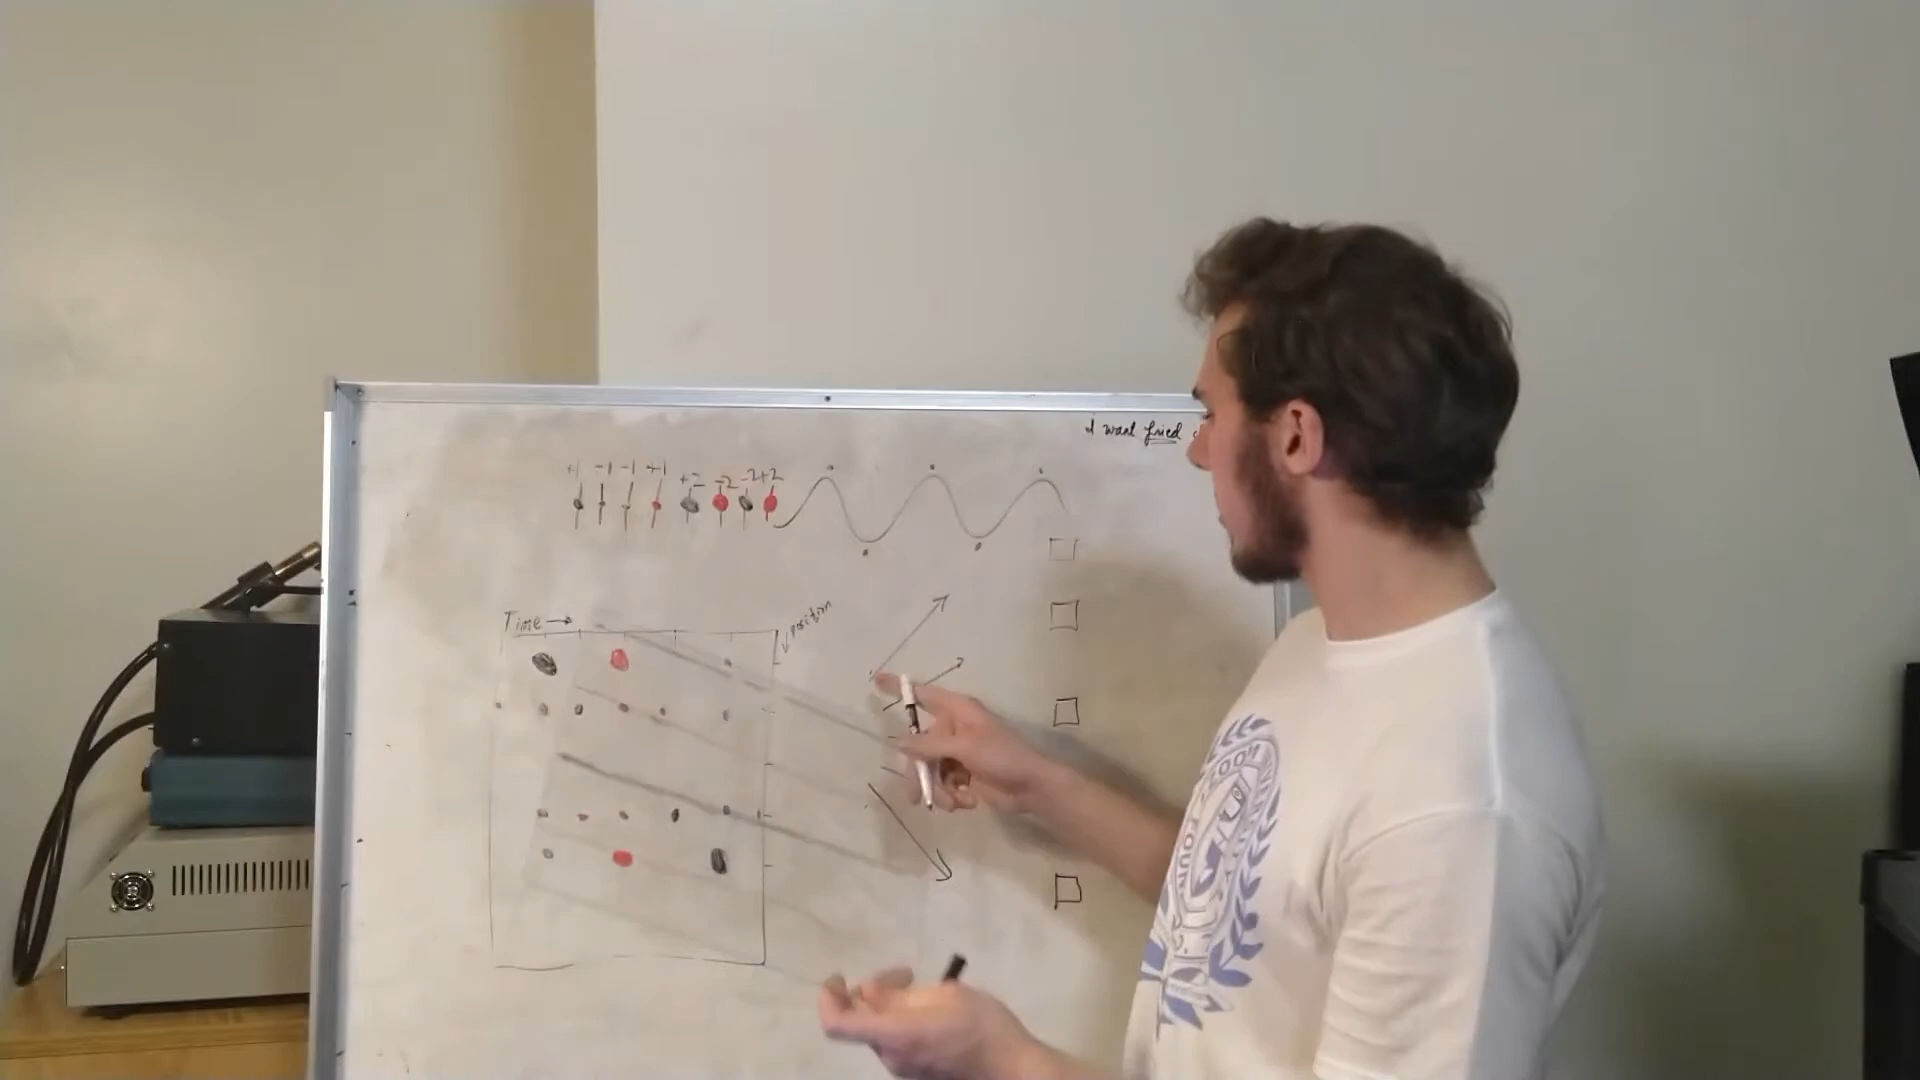 I want fried
+1 -1 -1 +1 +2 -2 -2 +2
Time →
↓ Position